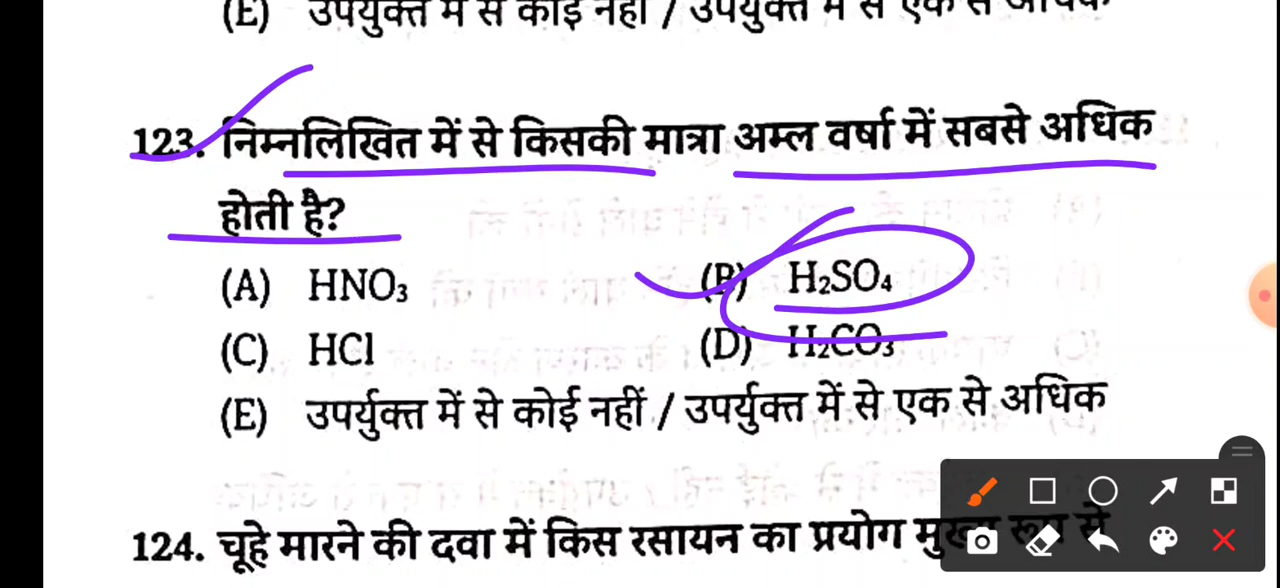 (E) उपर्युक्त में से कोई नहीं / उपर्युक्त में से एक से अधिक
123. निम्नलिखित में से किसकी मात्रा अम्ल वर्षा में सबसे अधिक
होती है?
(A) HNO₃ (B) H₂SO₄
(C) HCl (D) H₂CO₃
(E) उपर्युक्त में से कोई नहीं / उपर्युक्त में से एक से अधिक
124. चूहे मारने की दवा में किस रसायन का प्रयोग मुख्य रूप से